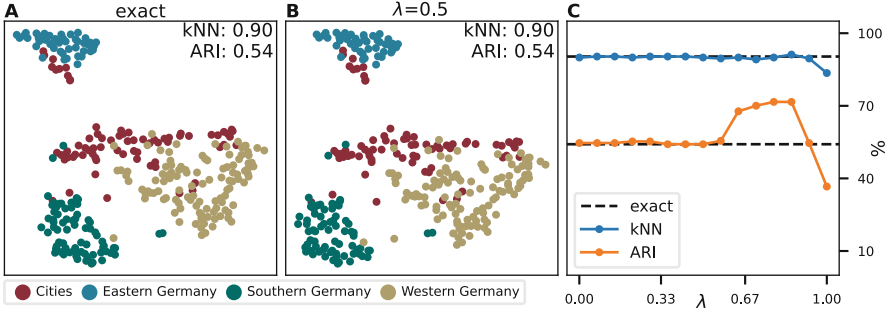 A exact
kNN: 0.90
ARI: 0.54
B λ=0.5
kNN: 0.90
ARI: 0.54
Cities Eastern Germany Southern Germany Western Germany
C
100
70
%
40
10
exact
kNN
ARI
0.00 0.33 λ 0.67 1.00